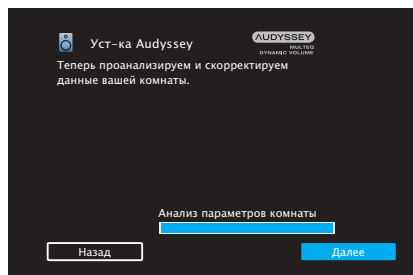 Уст-ка Audyssey
AUDYSSEY
MULTEQ
DYNAMIC VOLUME
Теперь проанализируем и скорректируем
данные вашей комнаты.
Анализ параметров комнаты
Назад
Далее